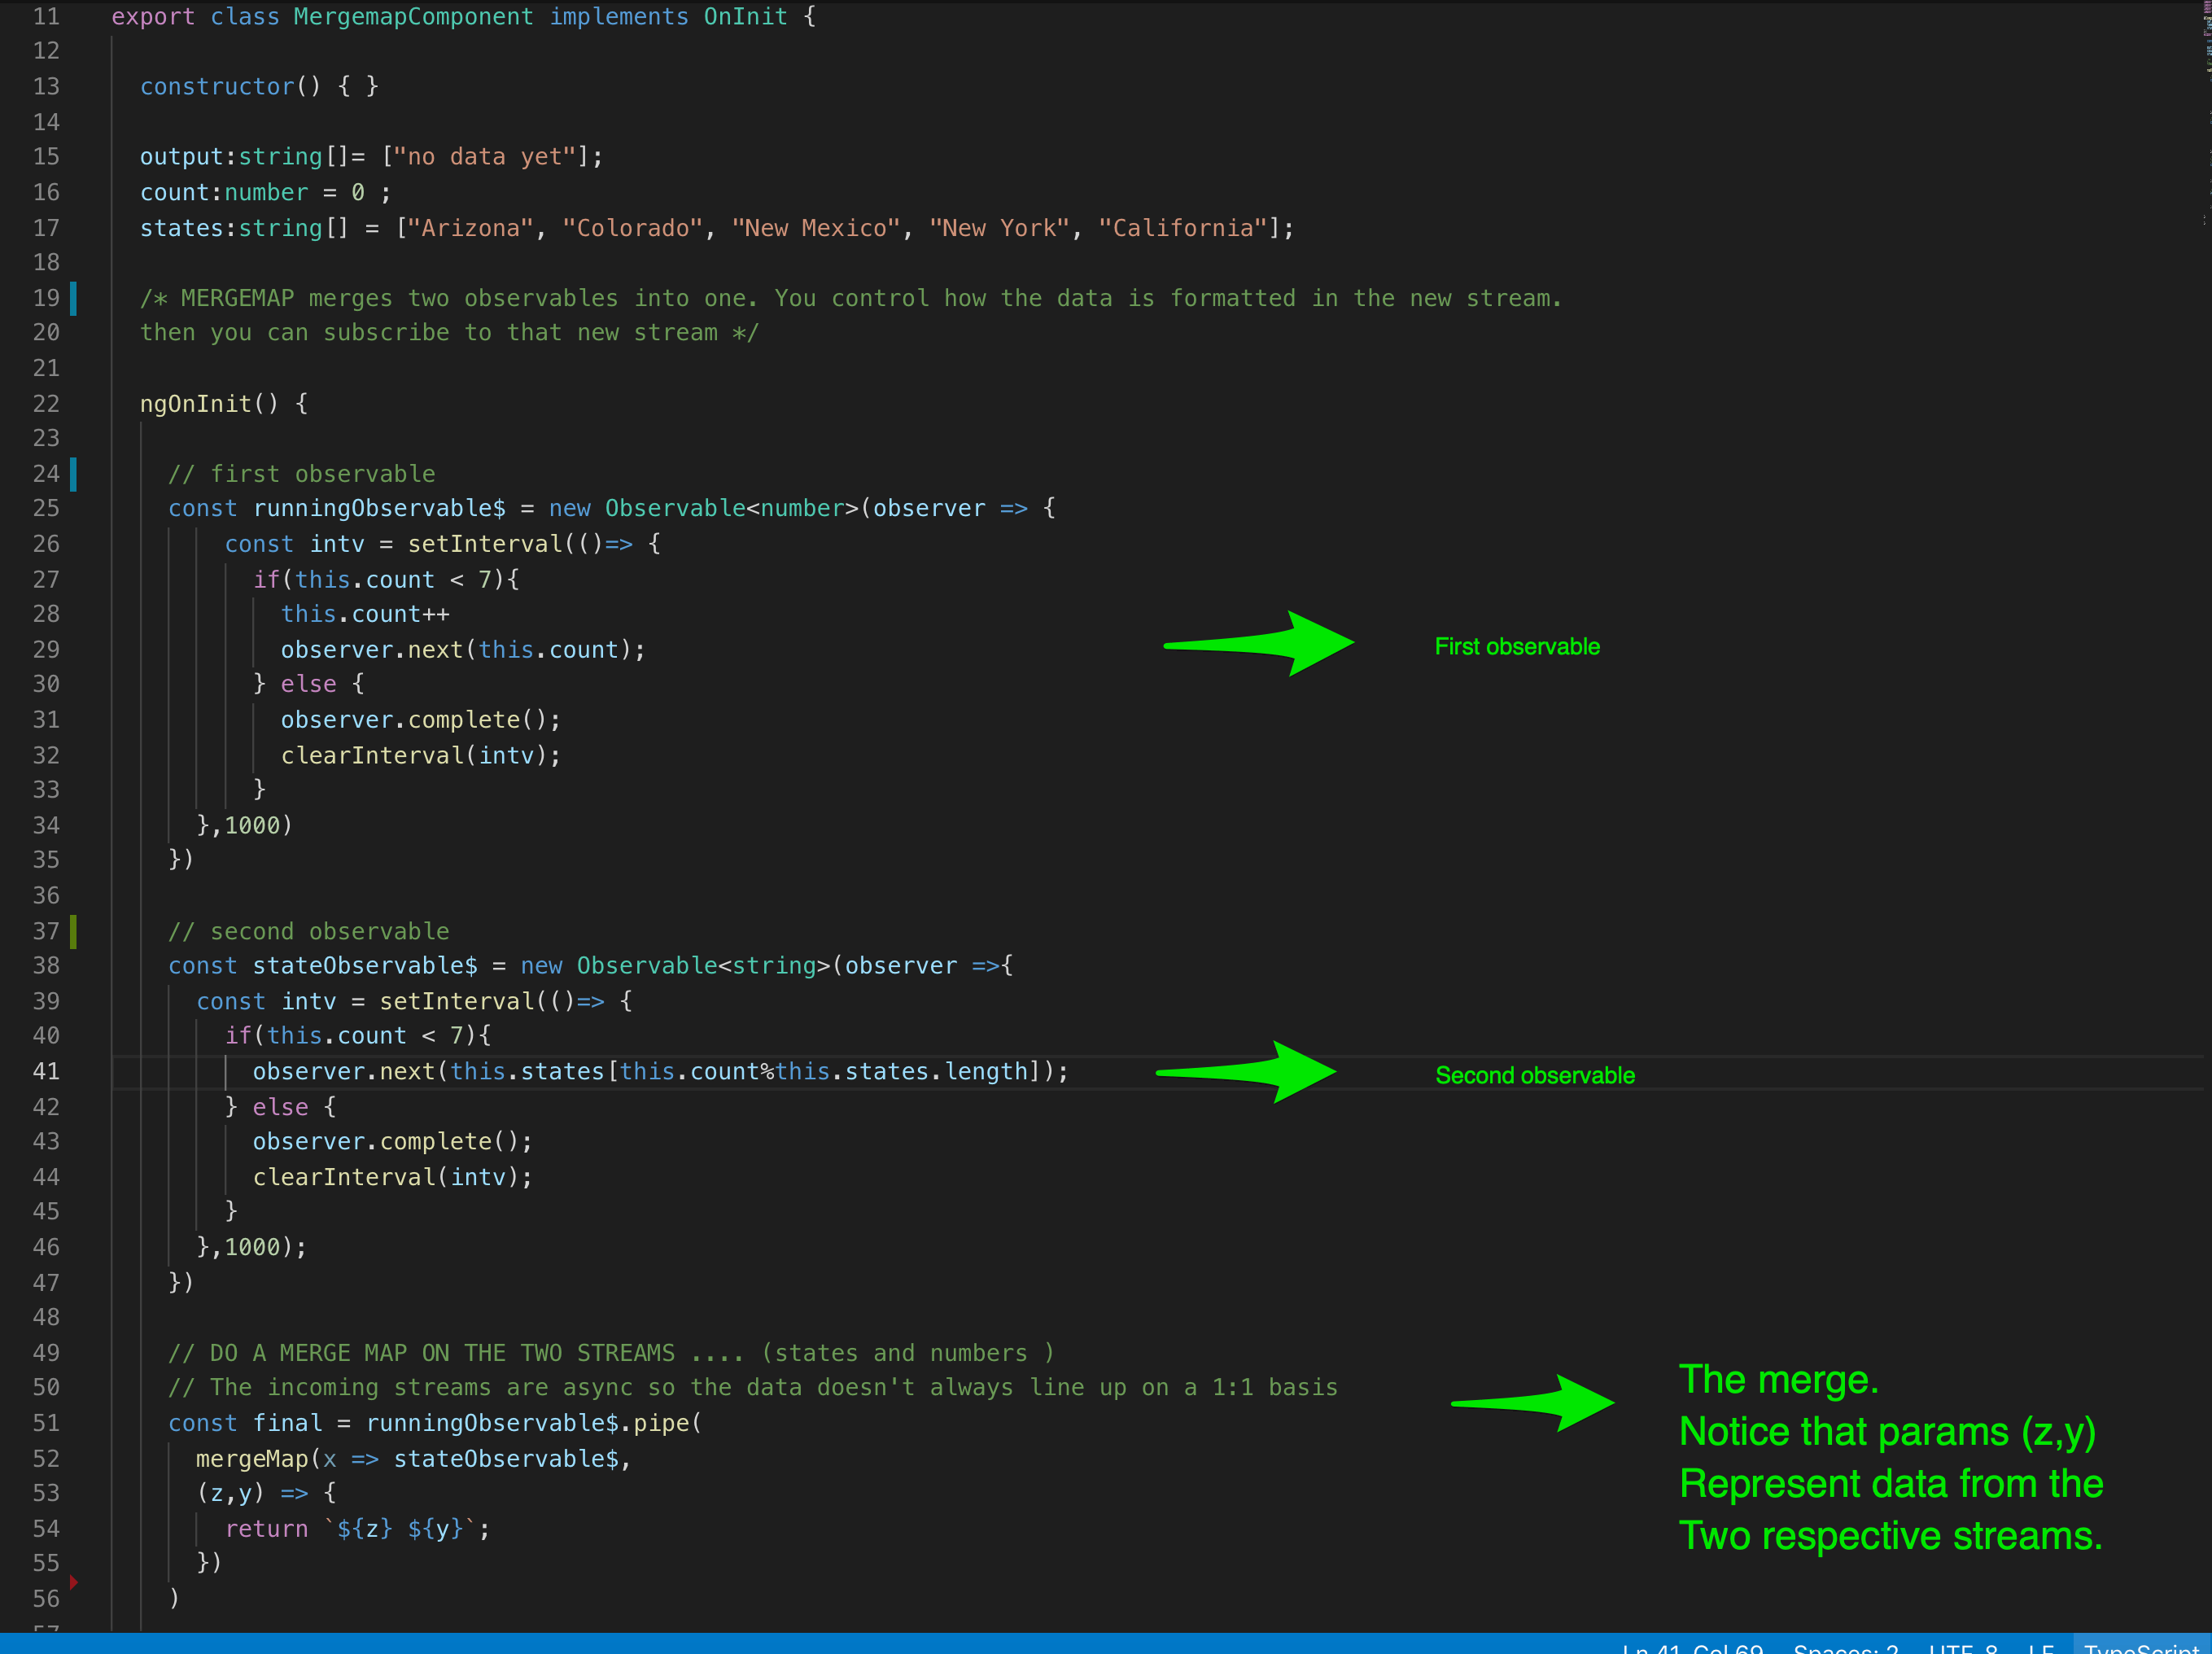 11 export class MergemapComponent implements OnInit {
12
13 constructor() { }
14
15 output:string[]= ["no data yet"];
16 count:number = 0 ;
17 states:string[] = ["Arizona", "Colorado", "New Mexico", "New York", "California"];
18
19 /* MERGEMAP merges two observables into one. You control how the data is formatted in the new stream.
20 then you can subscribe to that new stream */
21
22 ngOnInit() {
23
24 // first observable
25 const runningObservable$ = new Observable<number>(observer => {
26 const intv = setInterval(()=> {
27 if(this.count < 7){
28 this.count++
29 observer.next(this.count);
First observable
30 } else {
31 observer.complete();
32 clearInterval(intv);
33 }
34 },1000)
35 })
36
37 // second observable
38 const stateObservable$ = new Observable<string>(observer =>{
39 const intv = setInterval(()=> {
40 if(this.count < 7){
41 observer.next(this.states[this.count%this.states.length]);
Second observable
42 } else {
43 observer.complete();
44 clearInterval(intv);
45 }
46 },1000);
47 })
48
49 // DO A MERGE MAP ON THE TWO STREAMS .... (states and numbers )
50 // The incoming streams are async so the data doesn't always line up on a 1:1 basis
51 const final = runningObservable$.pipe(
52 mergeMap(x => stateObservable$,
53 (z,y) => {
54 return `${z} ${y}`;
55 })
56 )
The merge.
Notice that params (z,y)
Represent data from the
Two respective streams.
57
Ln 41, Col 69 Spaces: 2 UTF-8 LF TypeScript